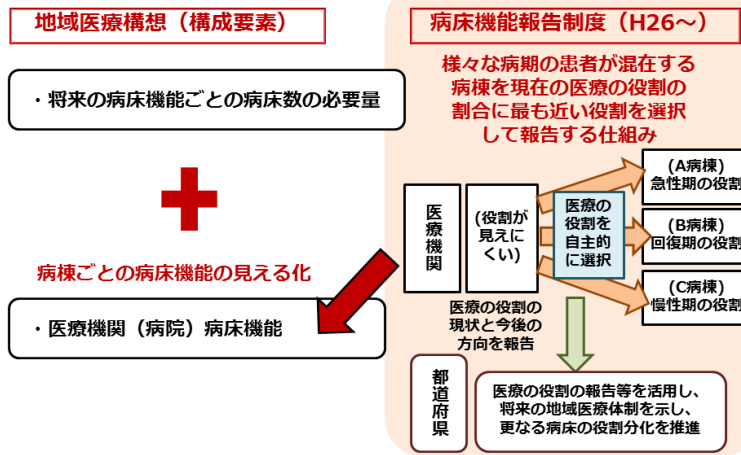 地域医療構想（構成要素）
・将来の病床機能ごとの病床数の必要量
病棟ごとの病床機能の見える化
・医療機関（病院）病床機能
病床機能報告制度（H26～）
様々な病期の患者が混在する
病棟を現在の医療の役割の
割合に最も近い役割を選択
して報告する仕組み
医療機関
(役割が
見えに
くい)
医療の
役割を
自主的
に選択
(A病棟)
急性期の役割
(B病棟)
回復期の役割
(C病棟)
慢性期の役割
医療の役割の
現状と今後の
方向を報告
都道府県
医療の役割の報告等を活用し、
将来の地域医療体制を示し、
更なる病床の役割分化を推進